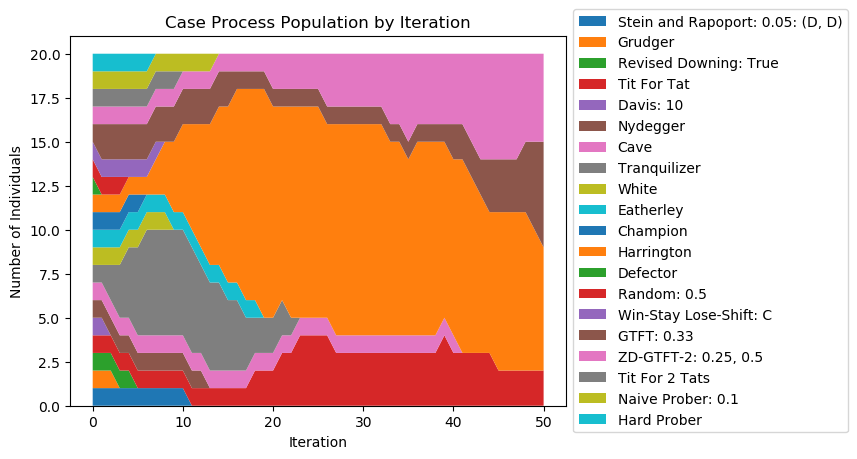 Case Process Population by Iteration
20.0
17.5
15.0
12.5
10.0
7.5
5.0
2.5
0.0
Number of Individuals
0 10 20 30 40 50
Iteration
Stein and Rapoport: 0.05: (D, D)
Grudger
Revised Downing: True
Tit For Tat
Davis: 10
Nydegger
Cave
Tranquilizer
White
Eatherley
Champion
Harrington
Defector
Random: 0.5
Win-Stay Lose-Shift: C
GTFT: 0.33
ZD-GTFT-2: 0.25, 0.5
Tit For 2 Tats
Naive Prober: 0.1
Hard Prober